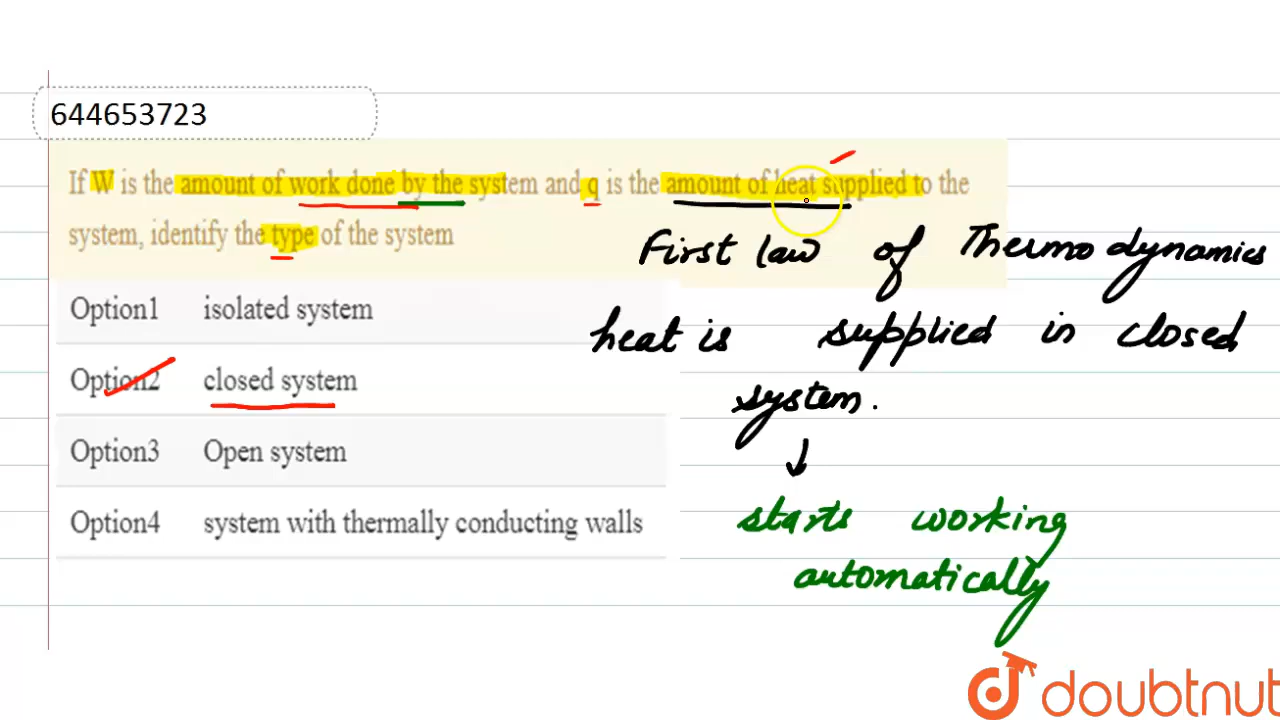 644653723
If W is the amount of work done by the system and q is the amount of heat supplied to the
system, identify the type of the system
First law of Thermodynamics
Option1 isolated system
heat is supplied in closed
system.
Option2 closed system
Option3 Open system
starts working
Option4 system with thermally conducting walls
automatically
doubtnut